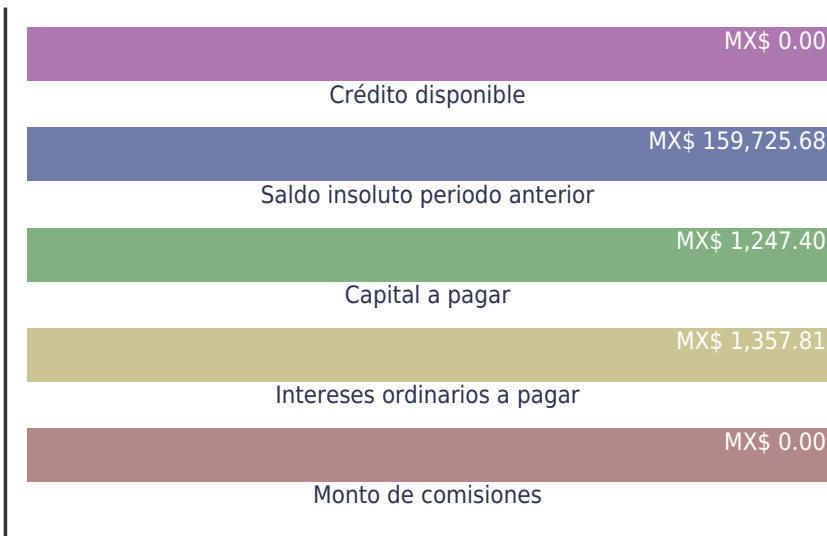 MX$ 0.00
Crédito disponible
MX$ 159,725.68
Saldo insoluto periodo anterior
MX$ 1,247.40
Capital a pagar
MX$ 1,357.81
Intereses ordinarios a pagar
MX$ 0.00
Monto de comisiones